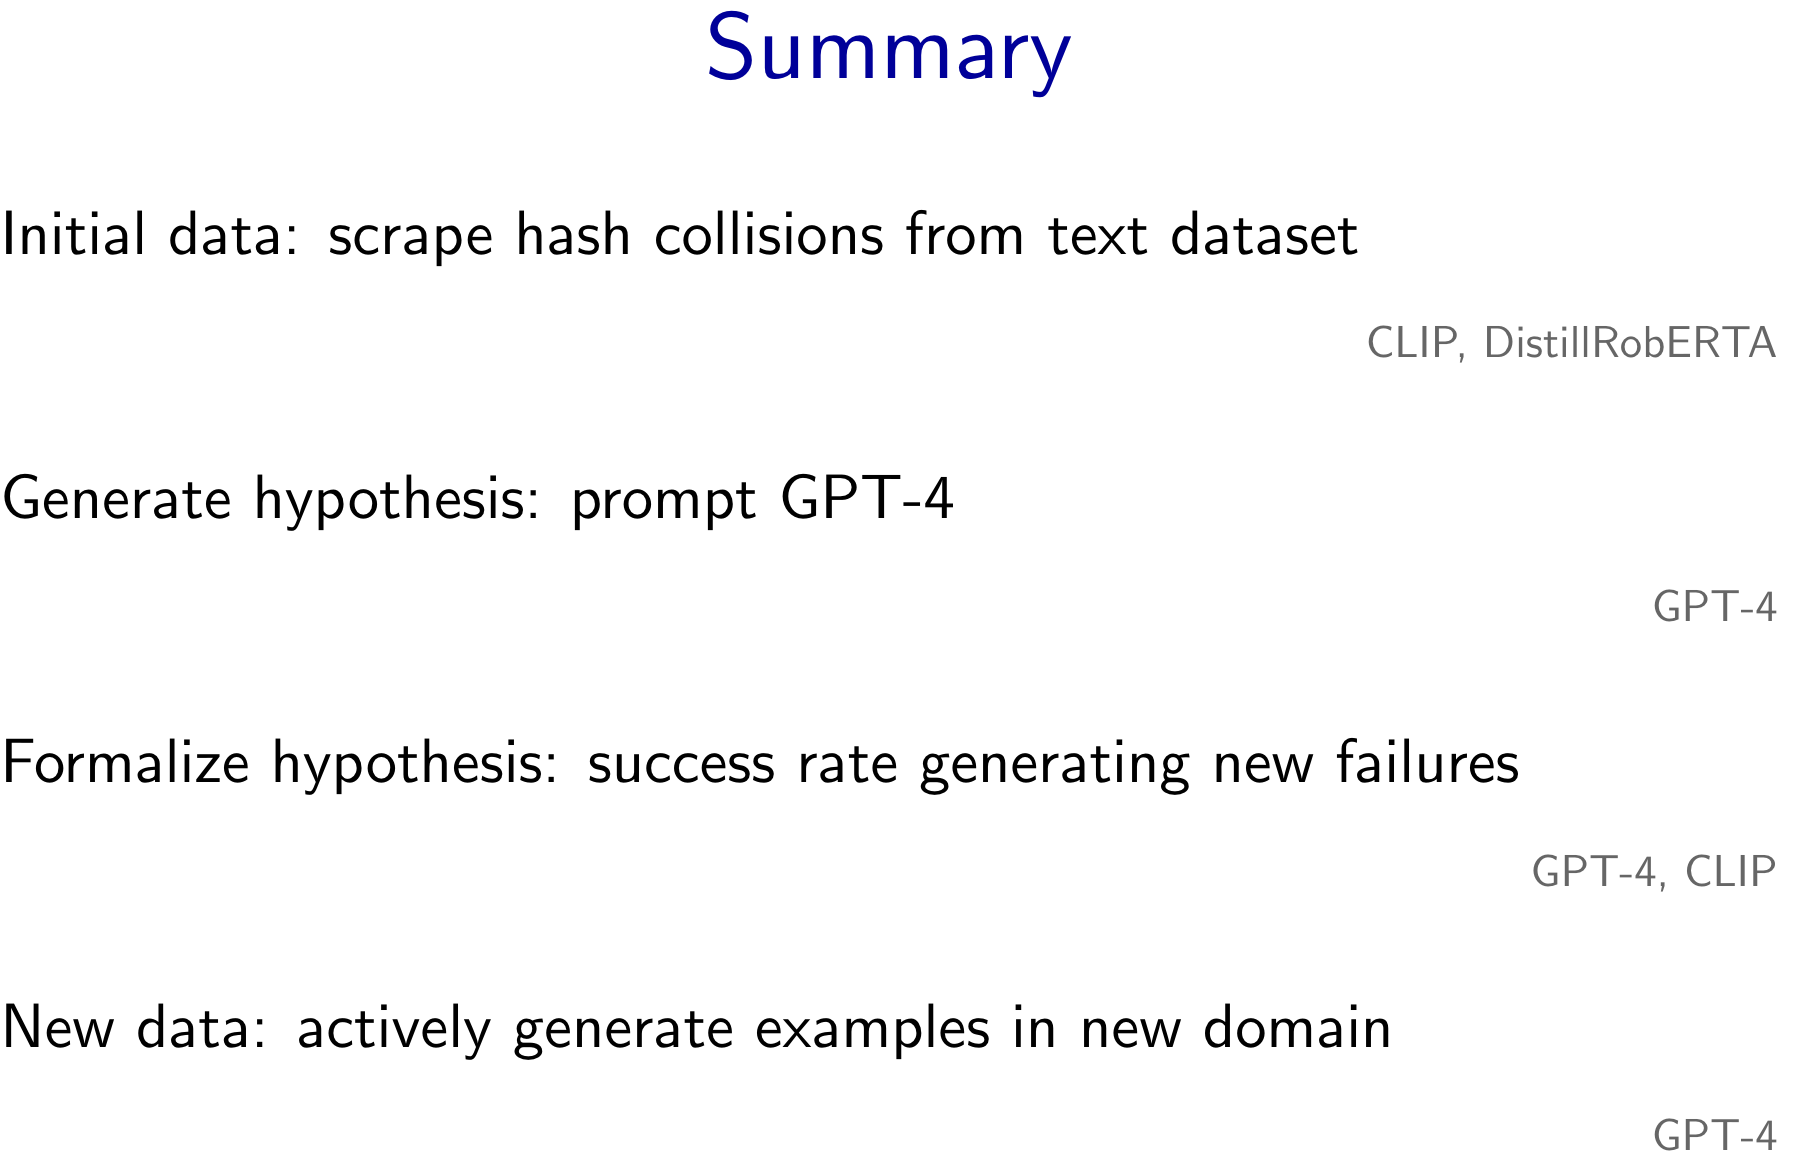 Summary
Initial data: scrape hash collisions from text dataset
CLIP, DistillRobERTA
Generate hypothesis: prompt GPT-4
GPT-4
Formalize hypothesis: success rate generating new failures
GPT-4, CLIP
New data: actively generate examples in new domain
GPT-4